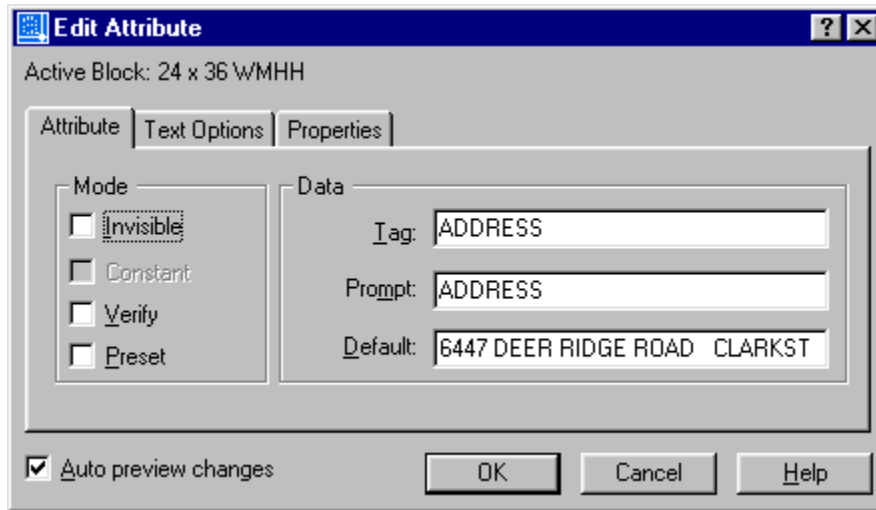 Edit Attribute
Active Block: 24 x 36 WMHH
Attribute Text Options Properties
Mode
Invisible
Constant
Verify
Preset
Data
Tag: ADDRESS
Prompt: ADDRESS
Default: 6447 DEER RIDGE ROAD CLARKST
Auto preview changes
OK Cancel Help